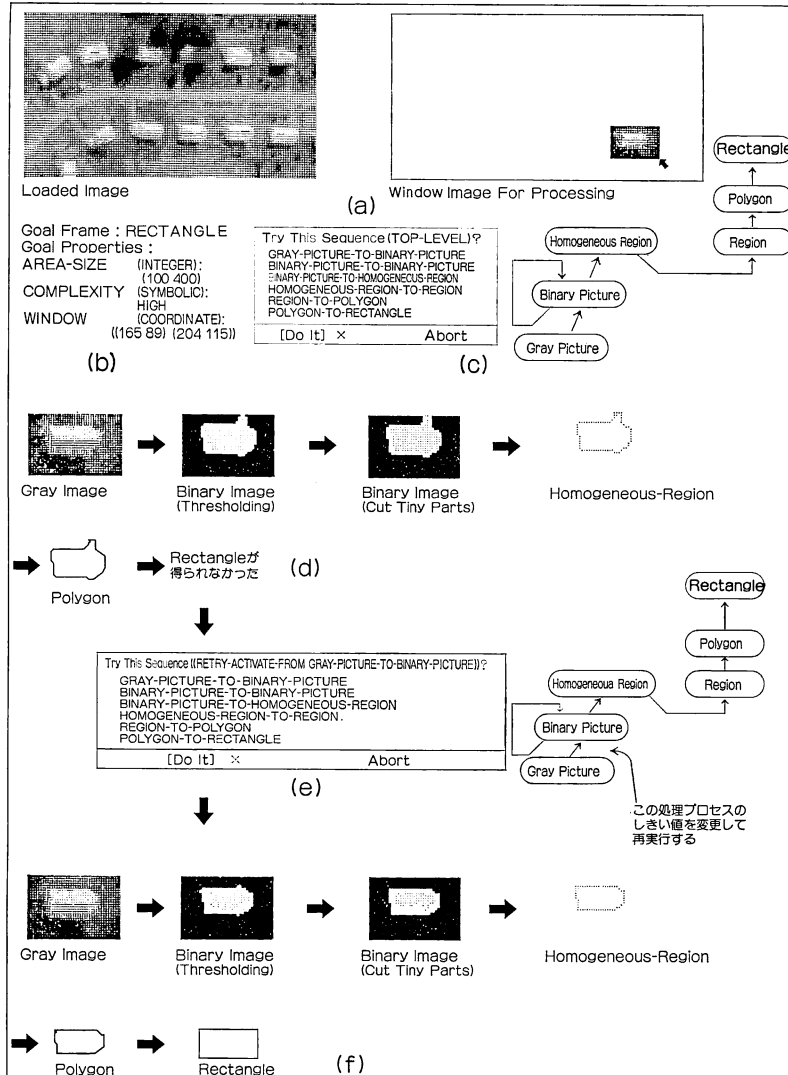 Loaded Image
Window Image For Processing
(a)
Rectangle
Polygon
Region
Homogeneous Region
Binary Picture
Gray Picture
Goal Frame : RECTANGLE
Goal Properties :
AREA-SIZE (INTEGER):
(100 400)
COMPLEXITY (SYMBOLIC):
HIGH
WINDOW (COORDINATE):
((165 89) (204 115))
(b)
Try This Sequence (TOP-LEVEL)?
GRAY-PICTURE-TO-BINARY-PICTURE
BINARY-PICTURE-TO-BINARY-PICTURE
BINARY-PICTURE-TO-HOMOGENEOUS-REGION
HOMOGENEOUS-REGION-TO-REGION
REGION-TO-POLYGON
POLYGON-TO-RECTANGLE
[Do It] × Abort
(c)
Gray Image
Binary Image
(Thresholding)
Binary Image
(Cut Tiny Parts)
Homogeneous-Region
Polygon
Rectangleが
得られなかった
(d)
Try This Sequence ((RETRY-ACTIVATE-FROM GRAY-PICTURE-TO-BINARY-PICTURE))?
GRAY-PICTURE-TO-BINARY-PICTURE
BINARY-PICTURE-TO-BINARY-PICTURE
BINARY-PICTURE-TO-HOMOGENEOUS-REGION
HOMOGENEOUS-REGION-TO-REGION.
REGION-TO-POLYGON
POLYGON-TO-RECTANGLE
[Do It] × Abort
(e)
Rectangle
Polygon
Region
Homogeneoua Region
Binary Picture
Gray Picture
この処理プロセスの
しきい値を変更して
再実行する
Gray Image
Binary Image
(Thresholding)
Binary Image
(Cut Tiny Parts)
Homogeneous-Region
Polygon
Rectangle
(f)